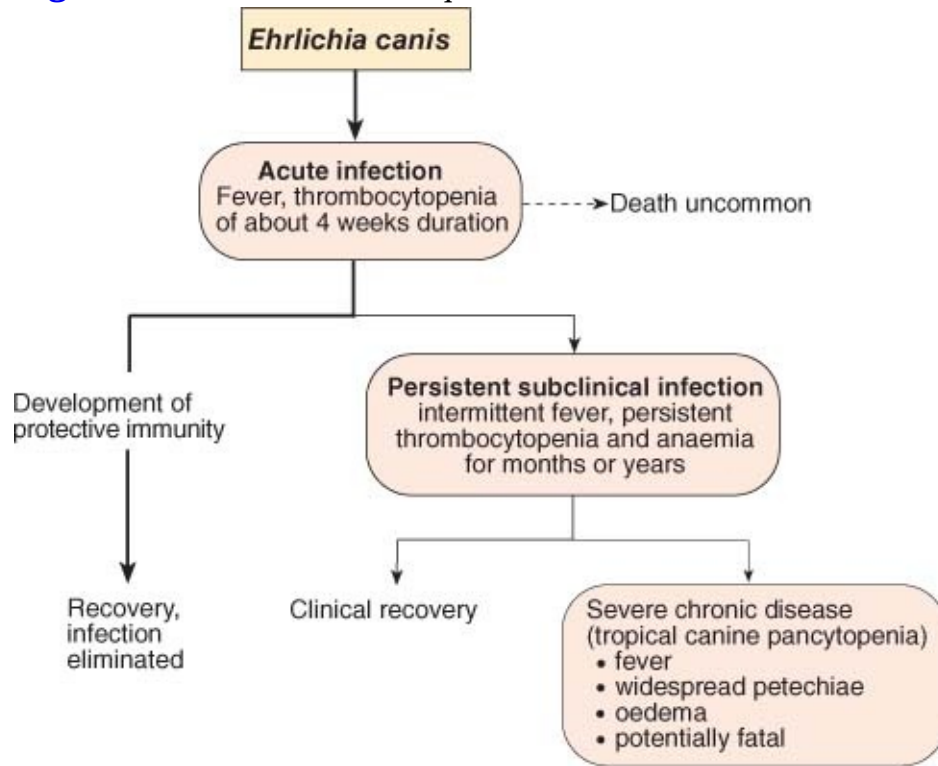 Ehrlichia canis
Acute infection
Fever, thrombocytopenia
of about 4 weeks duration
Death uncommon
Development of
protective immunity
Persistent subclinical infection
intermittent fever, persistent
thrombocytopenia and anaemia
for months or years
Recovery,
infection
eliminated
Clinical recovery
Severe chronic disease
(tropical canine pancytopenia)
• fever
• widespread petechiae
• oedema
• potentially fatal